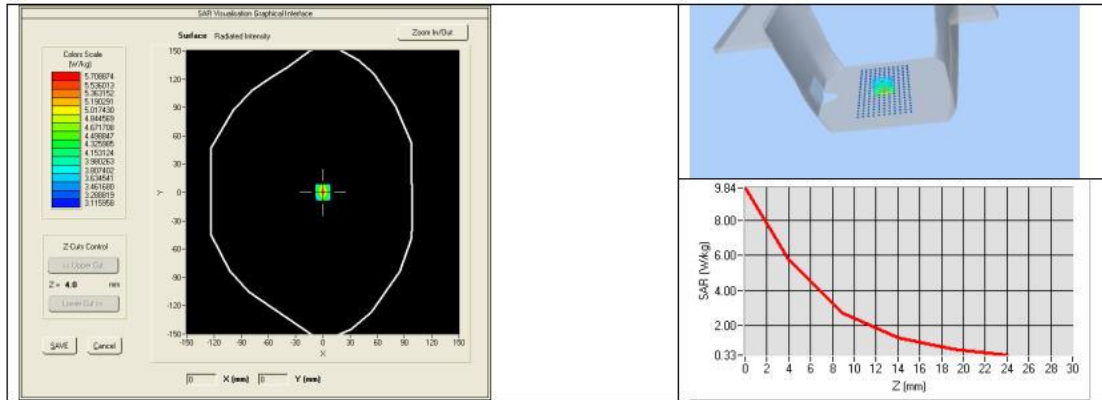 SAR Visualisation Graphical Interface
Surface Radiated Intensity
Zoom In/Out
Colors Scale
(W/kg)
5.708874
5.536013
5.363152
5.190291
5.017430
4.844569
4.671708
4.498847
4.325985
4.153124
3.980263
3.807402
3.634541
3.461680
3.288819
3.115958
Z-Cuts Control
<< Upper Cut
Z = 4.0 mm
Lower Cut >>
SAVE Cancel
150
120
90
60
30
0
-30
-60
-90
-120
-150
Y
-150 -120 -90 -60 -30 0 30 60 90 120 150
X
0 X (mm) 0 Y (mm)
9.84
8.00
6.00
4.00
2.00
0.33
SAR (W/kg)
0 2 4 6 8 10 12 14 16 18 20 22 24 26 28 30
Z (mm)